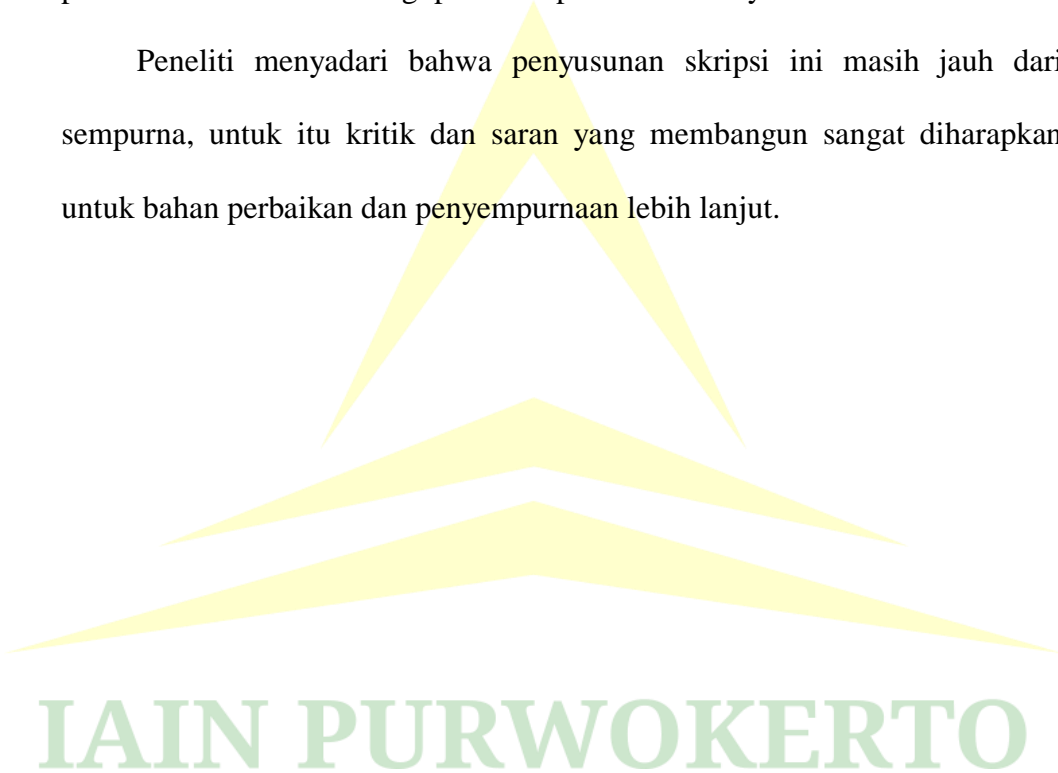 Peneliti menyadari bahwa penyusunan skripsi ini masih jauh dari
sempurna, untuk itu kritik dan saran yang membangun sangat diharapkan
untuk bahan perbaikan dan penyempurnaan lebih lanjut.
IAIN PURWOKERTO